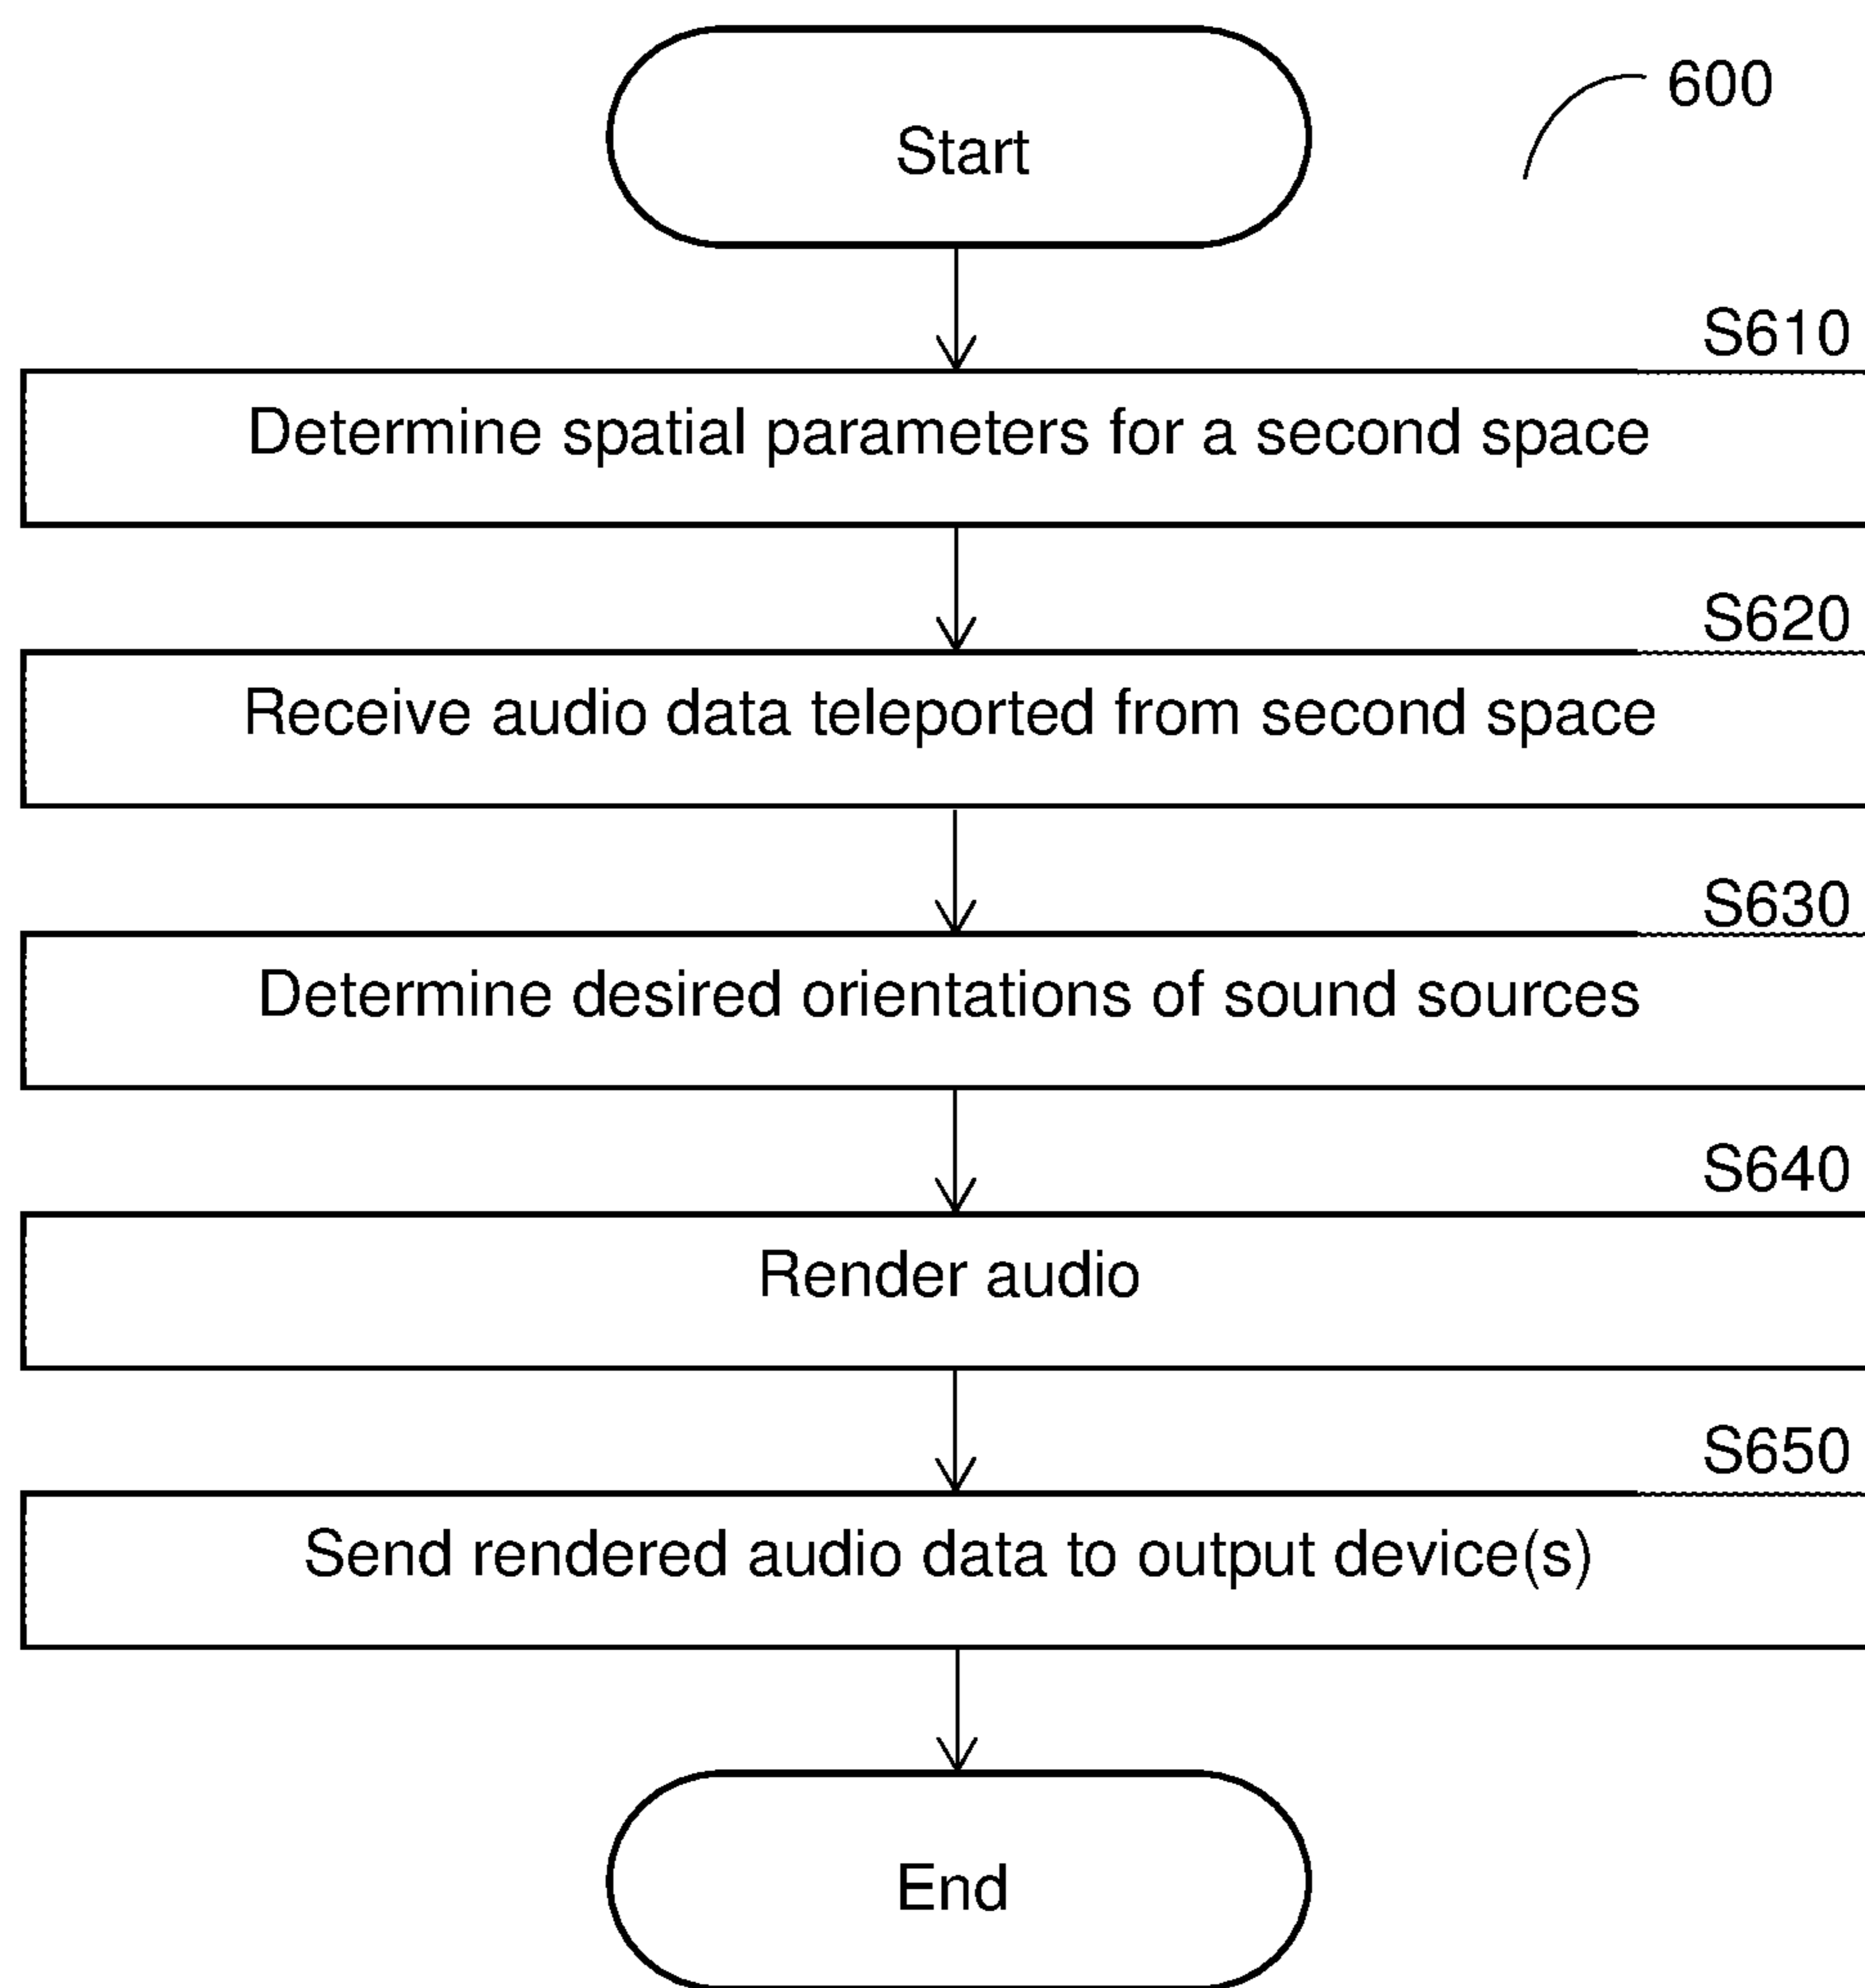 Start
600
S610
Determine spatial parameters for a second space
S620
Receive audio data teleported from second space
S630
Determine desired orientations of sound sources
S640
Render audio
S650
Send rendered audio data to output device(s)
End